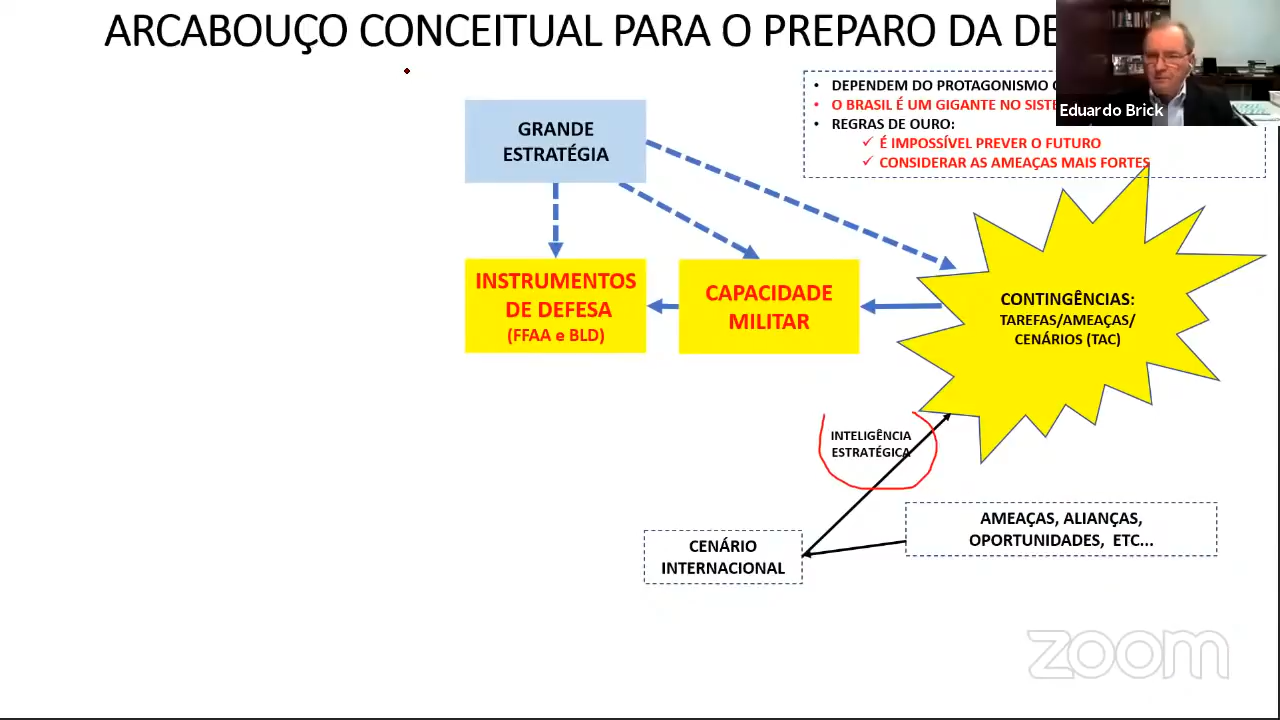 ARCABOUÇO CONCEITUAL PARA O PREPARO DA
DEPENDEM DO PROTAGONISMO
O BRASIL É UM GIGANTE NO
REGRAS DE OURO:
É IMPOSSÍVEL PREVER O FUTURO
CONSIDERAR AS AMEAÇAS MAIS FORTES
Eduardo Brick
GRANDE
ESTRATÉGIA
INSTRUMENTOS
DE DEFESA
(FFAA e BLD)
CAPACIDADE
MILITAR
CONTINGÊNCIAS:
TAREFAS/AMEAÇAS/
CENÁRIOS (TAC)
INTELIGÊNCIA
ESTRATÉGICA
AMEAÇAS, ALIANÇAS,
OPORTUNIDADES, ETC...
CENÁRIO
INTERNACIONAL
zoom